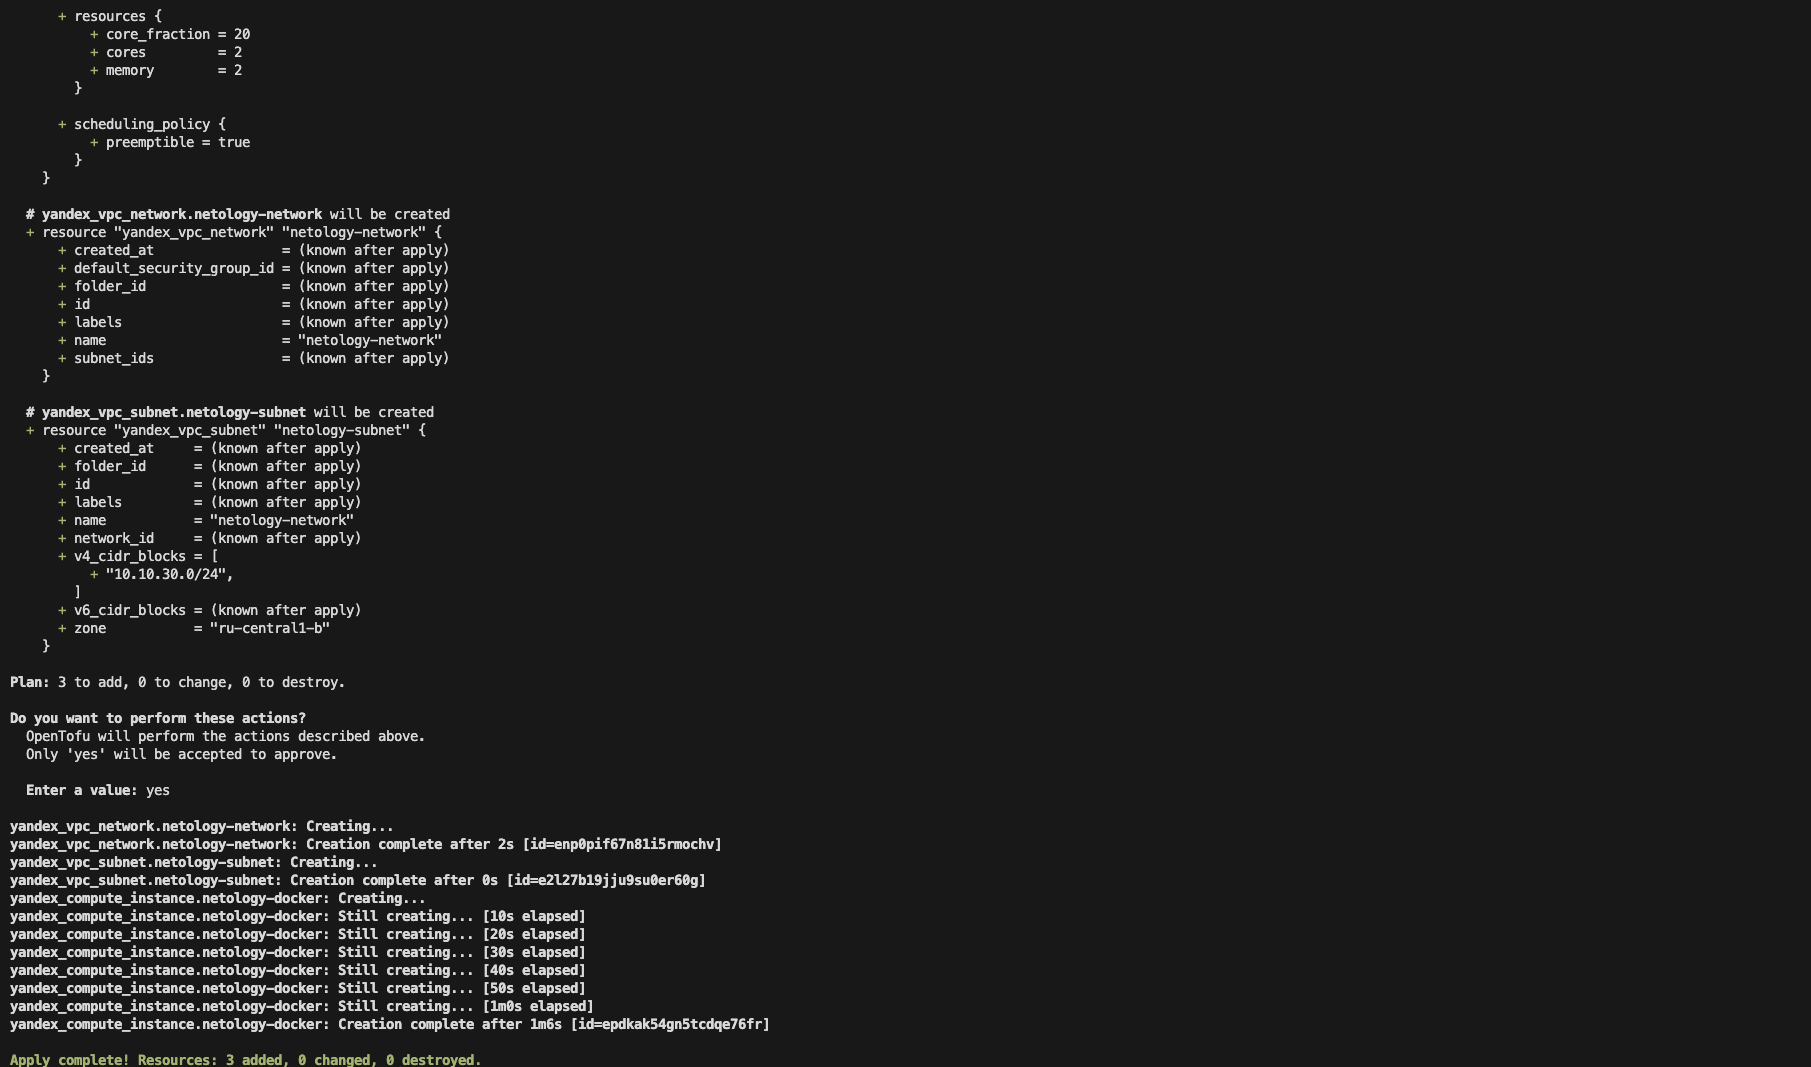 + resources {
+ core_fraction = 20
+ cores         = 2
+ memory        = 2
}
+ scheduling_policy {
+ preemptible = true
}
}
# yandex_vpc_network.netology-network will be created
+ resource "yandex_vpc_network" "netology-network" {
+ created_at                = (known after apply)
+ default_security_group_id = (known after apply)
+ folder_id                 = (known after apply)
+ id                        = (known after apply)
+ labels                    = (known after apply)
+ name                      = "netology-network"
+ subnet_ids                = (known after apply)
}
# yandex_vpc_subnet.netology-subnet will be created
+ resource "yandex_vpc_subnet" "netology-subnet" {
+ created_at     = (known after apply)
+ folder_id      = (known after apply)
+ id             = (known after apply)
+ labels         = (known after apply)
+ name           = "netology-network"
+ network_id     = (known after apply)
+ v4_cidr_blocks = [
+ "10.10.30.0/24",
]
+ v6_cidr_blocks = (known after apply)
+ zone           = "ru-central1-b"
}
Plan: 3 to add, 0 to change, 0 to destroy.
Do you want to perform these actions?
OpenTofu will perform the actions described above.
Only 'yes' will be accepted to approve.
Enter a value: yes
yandex_vpc_network.netology-network: Creating...
yandex_vpc_network.netology-network: Creation complete after 2s [id=enp0pif67n81i5rmochv]
yandex_vpc_subnet.netology-subnet: Creating...
yandex_vpc_subnet.netology-subnet: Creation complete after 0s [id=e2l27b19jju9su0er60g]
yandex_compute_instance.netology-docker: Creating...
yandex_compute_instance.netology-docker: Still creating... [10s elapsed]
yandex_compute_instance.netology-docker: Still creating... [20s elapsed]
yandex_compute_instance.netology-docker: Still creating... [30s elapsed]
yandex_compute_instance.netology-docker: Still creating... [40s elapsed]
yandex_compute_instance.netology-docker: Still creating... [50s elapsed]
yandex_compute_instance.netology-docker: Still creating... [1m0s elapsed]
yandex_compute_instance.netology-docker: Creation complete after 1m6s [id=epdkak54gn5tcdqe76fr]
Apply complete! Resources: 3 added, 0 changed, 0 destroyed.